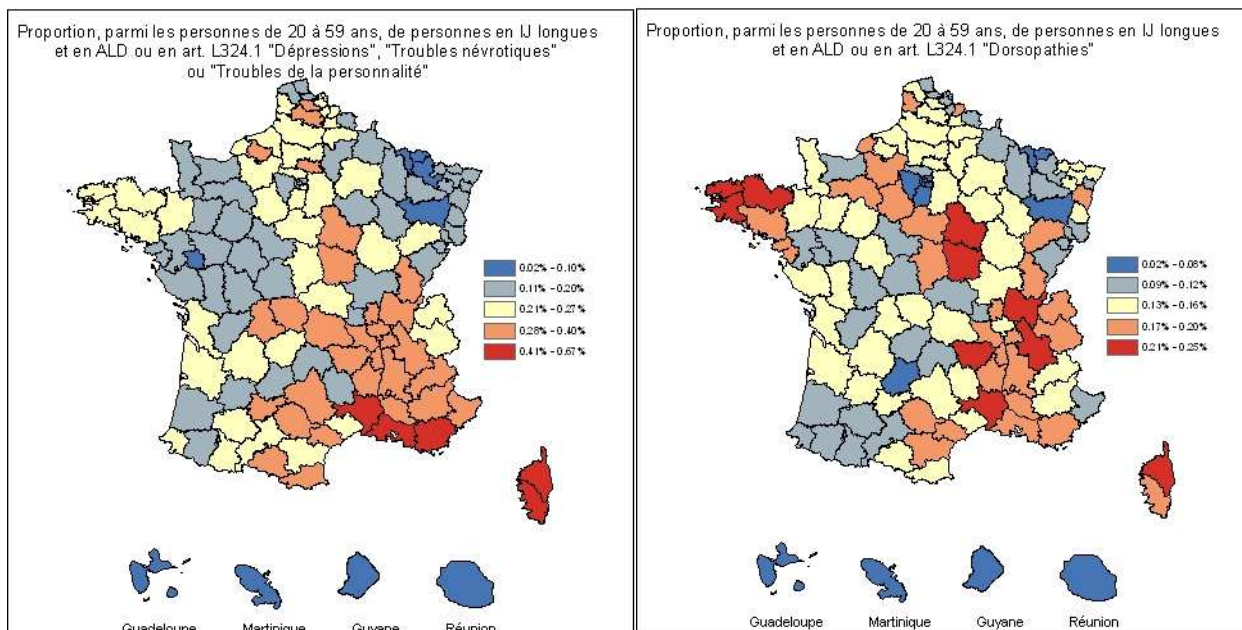 Proportion, parmi les personnes de 20 à 59 ans, de personnes en IJ longues
et en ALD ou en art. L324.1 "Dépressions", "Troubles névrotiques"
ou "Troubles de la personnalité"
0.02% - 0.10%
0.11% - 0.20%
0.21% - 0.27%
0.28% - 0.40%
0.41% - 0.67%
Guadeloupe
Martinique
Guyane
Réunion
Proportion, parmi les personnes de 20 à 59 ans, de personnes en IJ longues
et en ALD ou en art. L324.1 "Dorsopathies"
0.02% - 0.08%
0.09% - 0.12%
0.13% - 0.16%
0.17% - 0.20%
0.21% - 0.25%
Guadeloupe
Martinique
Guyane
Réunion